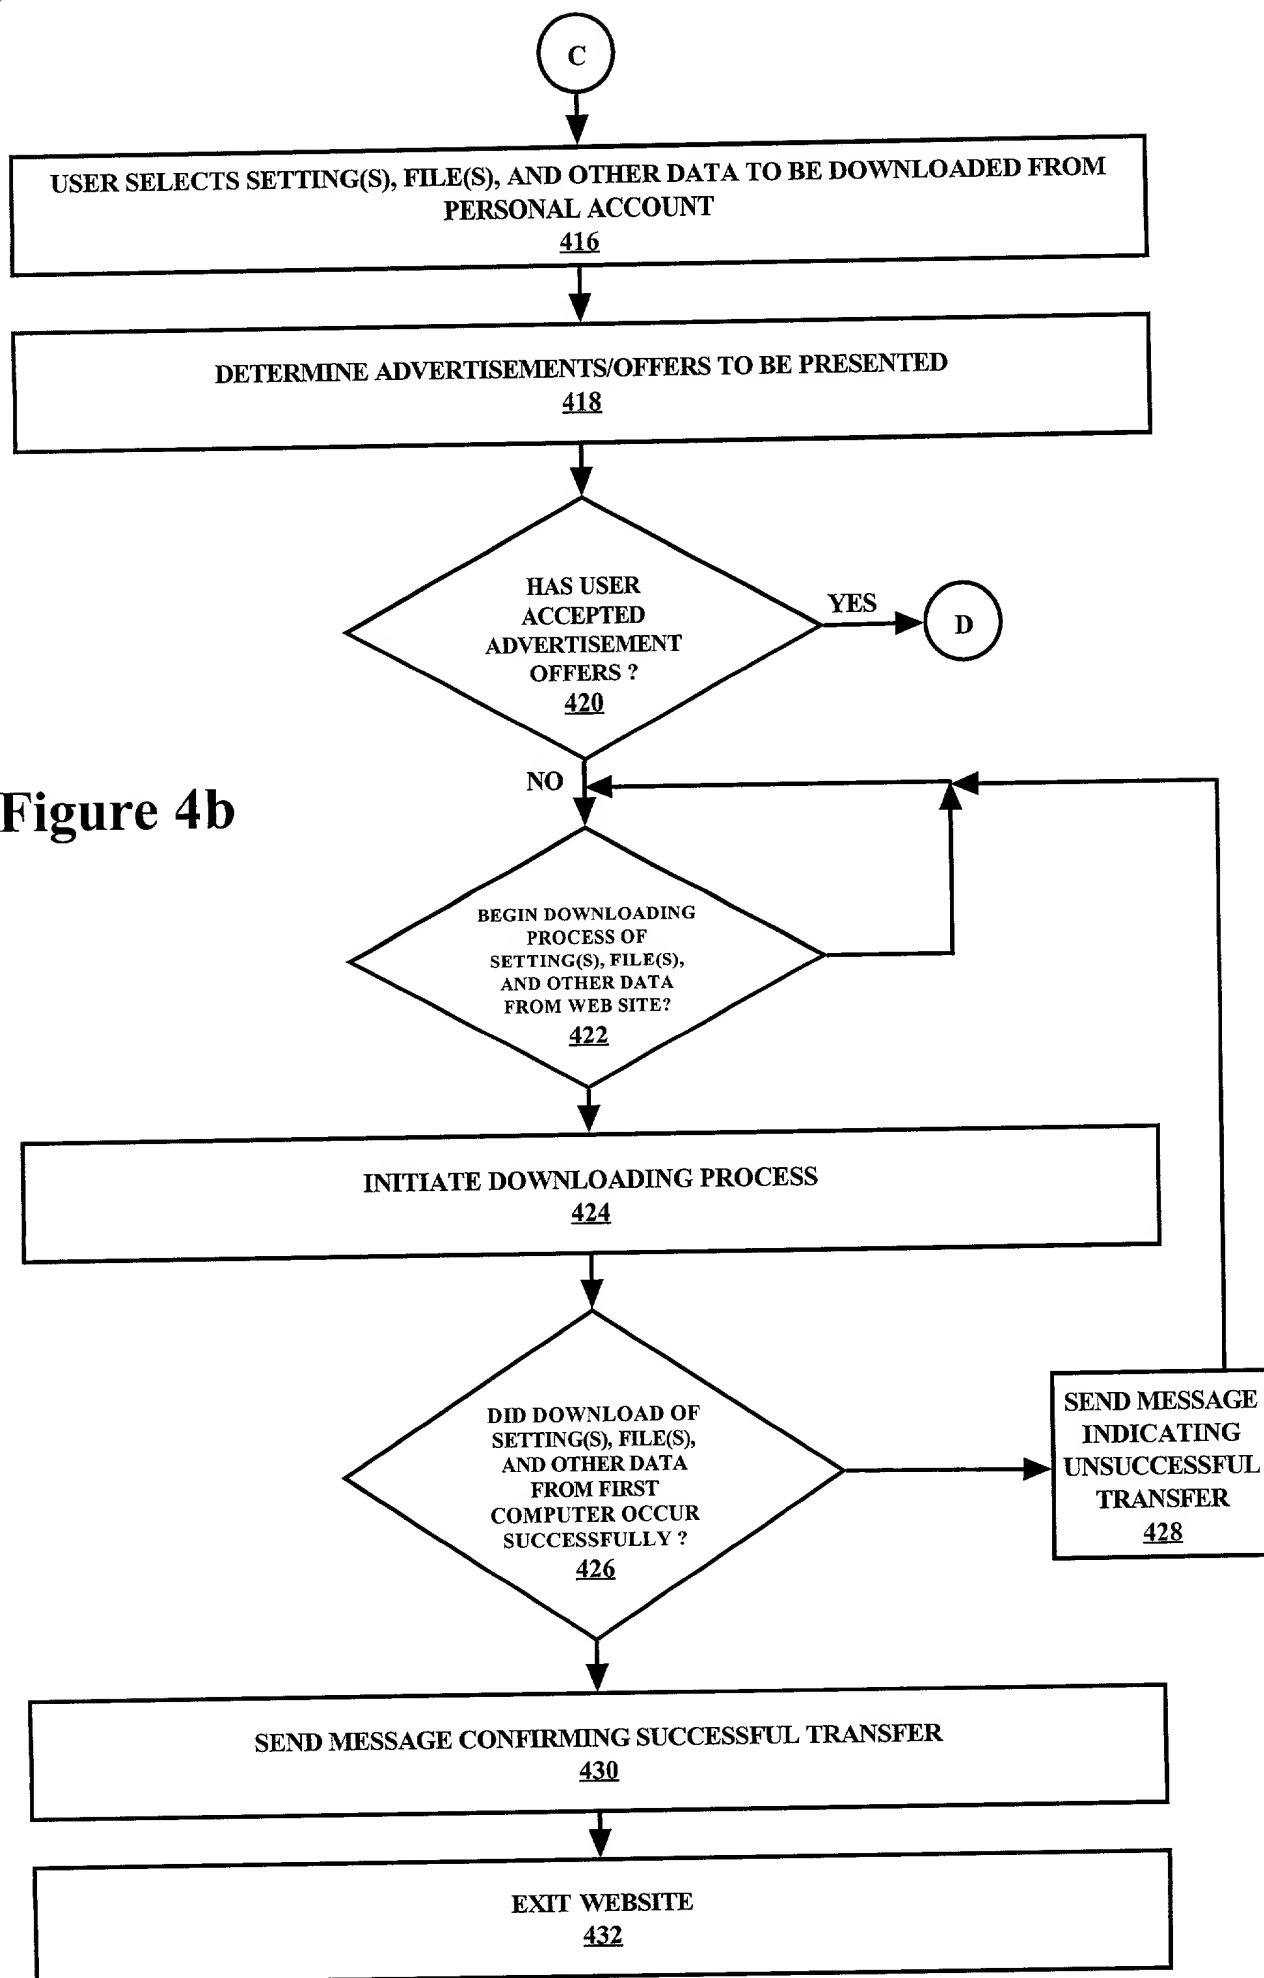 C
USER SELECTS SETTING(S), FILE(S), AND OTHER DATA TO BE DOWNLOADED FROM
PERSONAL ACCOUNT
416
DETERMINE ADVERTISEMENTS/OFFERS TO BE PRESENTED
418
HAS USER
ACCEPTED
ADVERTISEMENT
OFFERS ?
420
YES
D
NO
Figure 4b
BEGIN DOWNLOADING
PROCESS OF
SETTING(S), FILE(S),
AND OTHER DATA
FROM WEB SITE?
422
INITIATE DOWNLOADING PROCESS
424
DID DOWNLOAD OF
SETTING(S), FILE(S),
AND OTHER DATA
FROM FIRST
COMPUTER OCCUR
SUCCESSFULLY ?
426
SEND MESSAGE
INDICATING
UNSUCCESSFUL
TRANSFER
428
SEND MESSAGE CONFIRMING SUCCESSFUL TRANSFER
430
EXIT WEBSITE
432